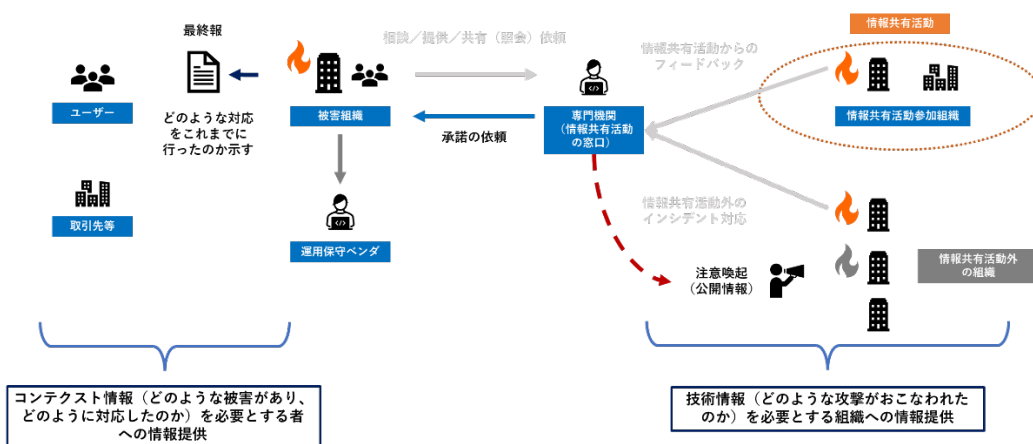 最終報
ユーザー
どのような対応
をこれまでに
行ったのか示す
取引先等
被害組織
運用保守ベンダ
相談／提供／共有（照会）依頼
承諾の依頼
専門機関
（情報共有活動
の窓口）
情報共有活動からの
フィードバック
情報共有活動
情報共有活動参加組織
情報共有活動外の
インシデント対応
注意喚起
（公開情報）
情報共有活動外
の組織
コンテクスト情報（どのような被害があり、
どのように対応したのか）を必要とする者
への情報提供
技術情報（どのような攻撃がおこなわれた
のか）を必要とする組織への情報提供